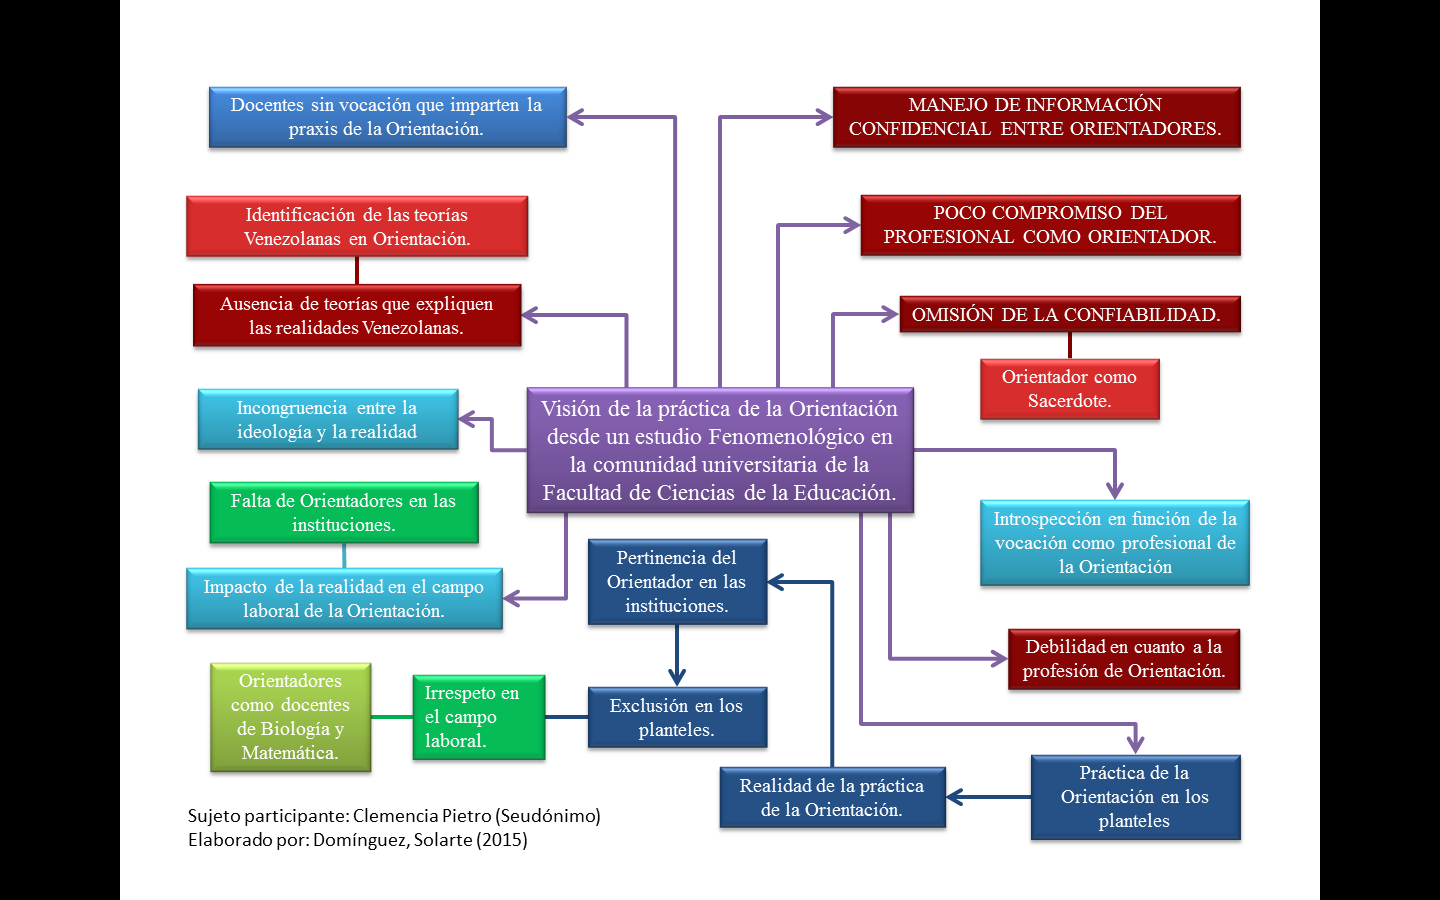 Docentes sin vocación que imparten la
praxis de la Orientación.
MANEJO DE INFORMACIÓN
CONFIDENCIAL ENTRE ORIENTADORES.
Identificación de las teorías
Venezolanas en Orientación.
POCO COMPROMISO DEL
PROFESIONAL COMO ORIENTADOR.
Ausencia de teorías que expliquen
las realidades Venezolanas.
OMISIÓN DE LA CONFIABILIDAD.
Orientador como
Sacerdote.
Incongruencia entre la
ideología y la realidad
Visión de la práctica de la Orientación
desde un estudio Fenomenológico en
la comunidad universitaria de la
Facultad de Ciencias de la Educación.
Falta de Orientadores en las
instituciones.
Introspección en función de la
vocación como profesional de
la Orientación
Impacto de la realidad en el campo
laboral de la Orientación.
Pertinencia del
Orientador en las
instituciones.
Debilidad en cuanto a la
profesión de Orientación.
Orientadores
como docentes
de Biología y
Matemática.
Irrespeto en
el campo
laboral.
Exclusión en los
planteles.
Realidad de la práctica
de la Orientación.
Práctica de la
Orientación en los
planteles
Sujeto participante: Clemencia Pietro (Seudónimo)
Elaborado por: Domínguez, Solarte (2015)